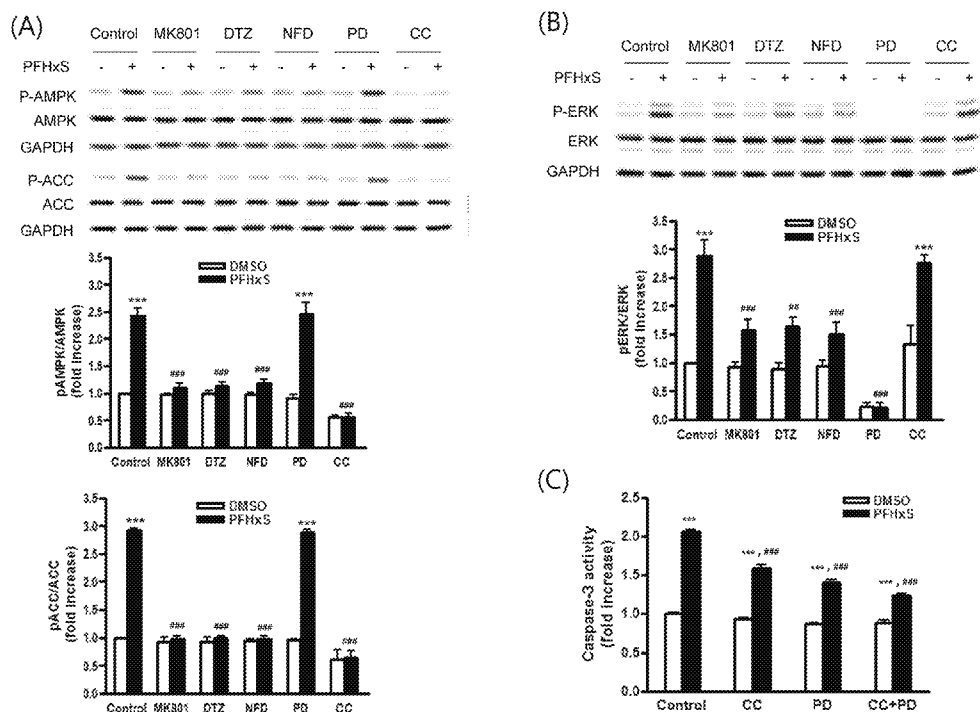 (A)
Control MK801 DTZ NFD PD CC
PFHxS - + - + - + - + - + - +
P-AMPK
AMPK
GAPDH
P-ACC
ACC
GAPDH
DMSO
PFHxS
pAMPK/AMPK
(fold increase)
3.5
3.0
2.5
2.0
1.5
1.0
0.5
0.0
***
###
###
###
***
###
Control MK801 DTZ NFD PD CC
DMSO
PFHxS
pACC/ACC
(fold increase)
3.5
3.0
2.5
2.0
1.5
1.0
0.5
0.0
***
###
###
###
***
###
Control MK801 DTZ NFD PD CC
(B)
Control MK801 DTZ NFD PD CC
PFHxS - + - + - + - + - + - +
P-ERK
ERK
GAPDH
DMSO
PFHxS
pERK/ERK
(fold increase)
3.5
3.0
2.5
2.0
1.5
1.0
0.5
0.0
***
###
##
###
###
***
Control MK801 DTZ NFD PD CC
(C)
DMSO
PFHxS
Caspase-3 activity
(fold increase)
2.5
2.0
1.5
1.0
0.5
0.0
***
***, ###
***, ###
***, ###
Control CC PD CC+PD